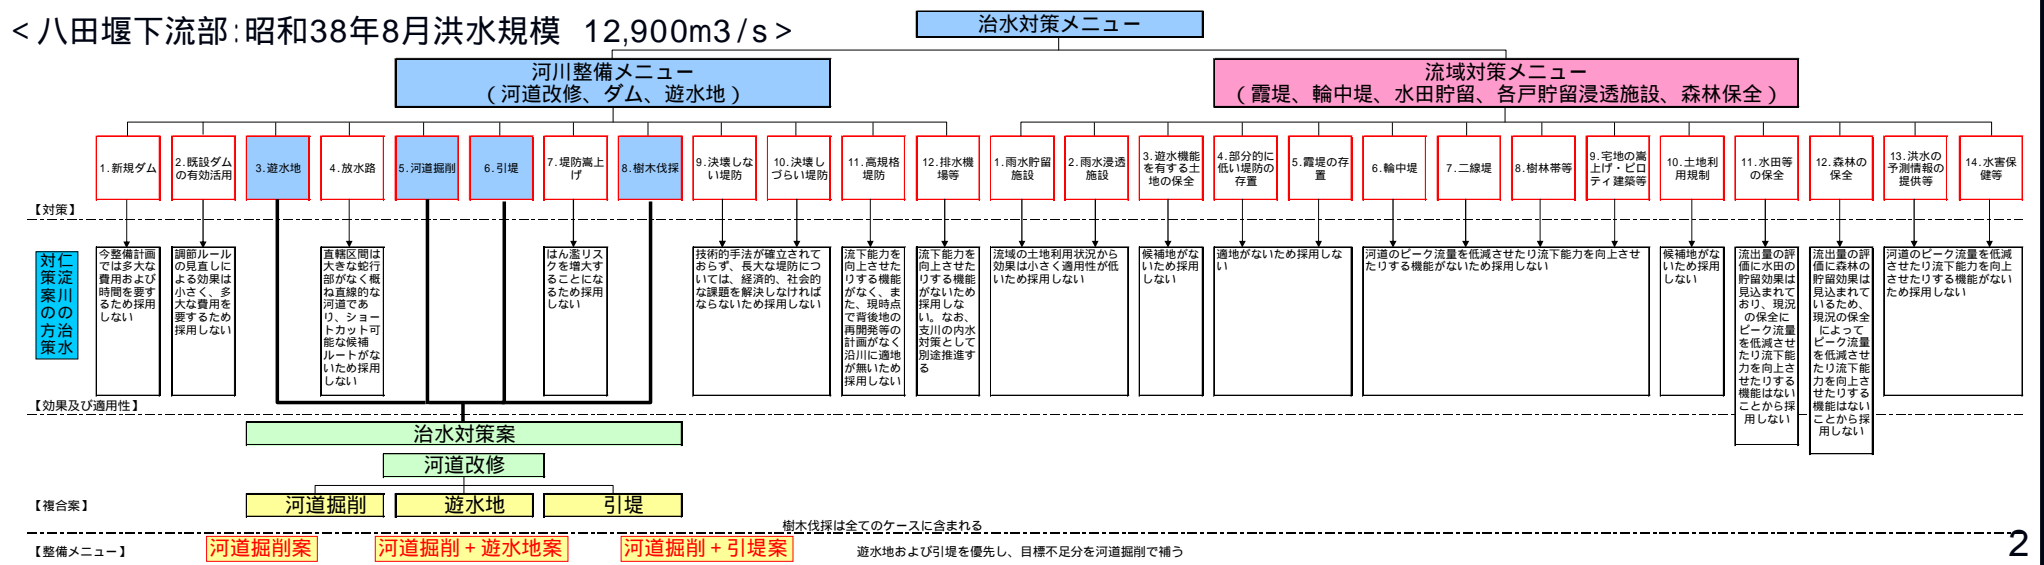 <八田堰下流部:昭和38年8月洪水規模 12,900m3/s>
治水対策メニュー
河川整備メニュー
(河道改修、ダム、遊水地)
流域対策メニュー
(霞堤、輪中堤、水田貯留、各戸貯留浸透施設、森林保全)
1.新規ダム
2.既設ダム
の有効活用
3.遊水地
4.放水路
5.河道掘削
6.引堤
7.堤防嵩上
げ
8.樹木伐採
9.決壊しな
い堤防
10.決壊し
づらい堤防
11.高規格
堤防
12.排水機
場等
1.雨水貯留
施設
2.雨水浸透
施設
3.遊水機能
を有する土
地の保全
4.部分的に
低い堤防の
存置
5.霞堤の存
置
6.輪中堤
7.二線堤
8.樹林帯等
9.宅地の嵩
上げ・ピロ
ティ建築等
10.土地利
用規制
11.水田等
の保全
12.森林の
保全
13.洪水の
予測情報の
提供等
14.水害保
健等
【対策】
仁淀川の治水
対策案の方策
今整備計画
では多大な
費用および
時間を要す
るため採用
しない
調節ルール
の見直しに
よる効果は
小さく、多
大な費用を
要するため
採用しない
直轄区間は
大きな蛇行
部がなく概
ね直線的な
河道であ
り、ショー
トカット可
能な候補
ルートがな
いため採用
しない
はん濫リス
クを増大す
ることにな
るため採用
しない
技術的手法が確立されて
おらず、長大な堤防につ
いては、経済的、社会的
な課題を解決しなければ
ならないため採用しない
流下能力を
向上させた
りする機能
がなく、ま
た、現時点
で背後地の
再開発等の
計画がなく
沿川に適地
が無いため
採用しない
流下能力を
向上させた
りする機能
がないため
採用しな
い。なお、
支川の内水
対策として
別途推進す
る
流域の土地利用状況から
効果は小さく適用性が低
いため採用しない
候補地がな
いため採用
しない
適地がないため採用しな
い
河道のピーク流量を低減させたり流下能力を向上させ
たりする機能がないため採用しない
候補地がな
いため採用
しない
流出量の評
価に水田の
貯留効果は
見込まれて
おり、現況
の保全に
ピーク流量
を低減させ
たり流下能
力を向上さ
せたりする
機能はない
ことから採
用しない
流出量の評
価に森林の
貯留効果は
見込まれて
いるため、
現況の保全
によって
ピーク流量
を低減させ
たり流下能
力を向上さ
せたりする
機能はない
ことから採
用しない
河道のピーク流量を低減
させたり流下能力を向上
させたりする機能がない
ため採用しない
【効果及び適用性】
治水対策案
河道改修
【複合案】
河道掘削
遊水地
引堤
樹木伐採は全てのケースに含まれる
【整備メニュー】
河道掘削案
河道掘削+遊水地案
河道掘削+引堤案
遊水地および引堤を優先し、目標不足分を河道掘削で補う
2